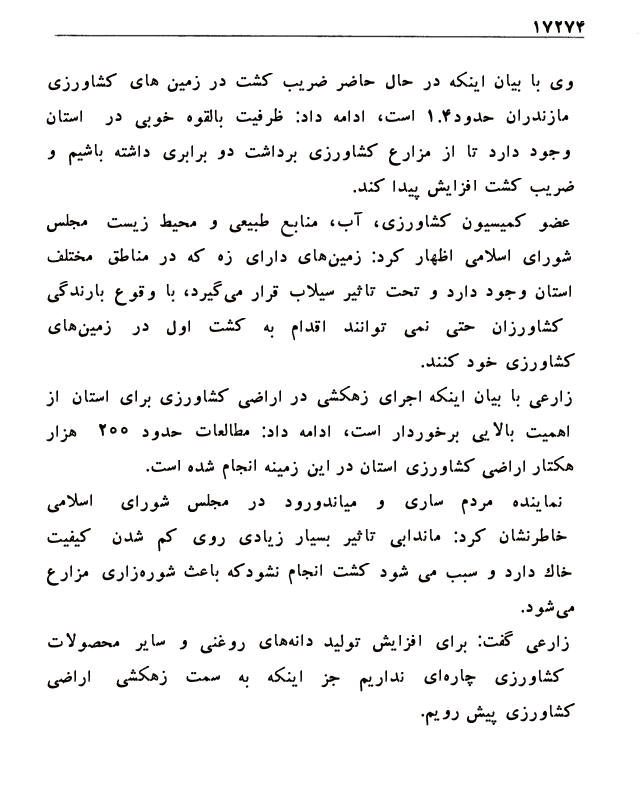 ۱۷۲۷۴
وی با بیان اینکه در حال حاضر ضریب کشت در زمین های کشاورزی
مازندران حدود۱.۴ است، ادامه داد: ظرفیت بالقوه خوبی در استان
وجود دارد تا از مزارع کشاورزی برداشت دو برابری داشته باشیم و
ضریب کشت افزایش پیدا کند.
عضو کمیسیون کشاورزی، آب، منابع طبیعی و محیط زیست مجلس
شورای اسلامی اظهار کرد: زمین‌های دارای زه که در مناطق مختلف
استان وجود دارد و تحت تاثیر سیلاب قرار می‌گیرد، با وقوع بارندگی
کشاورزان حتی نمی توانند اقدام به کشت اول در زمین‌های
کشاورزی خود کنند.
زارعی با بیان اینکه اجرای زهکشی در اراضی کشاورزی برای استان از
اهمیت بالایی برخوردار است، ادامه داد: مطالعات حدود ۲۰۰ هزار
هکتار اراضی کشاورزی استان در این زمینه انجام شده است.
نماینده مردم ساری و میاندورود در مجلس شورای اسلامی
خاطرنشان کرد: ماندابی تاثیر بسیار زیادی روی کم شدن کیفیت
خاك دارد و سبب می شود کشت انجام نشودکه باعث شوره‌زاری مزارع
می‌شود.
زارعی گفت: برای افزایش تولید دانه‌های روغنی و سایر محصولات
کشاورزی چاره‌ای نداریم جز اینکه به سمت زهکشی اراضی
کشاورزی پیش رویم.